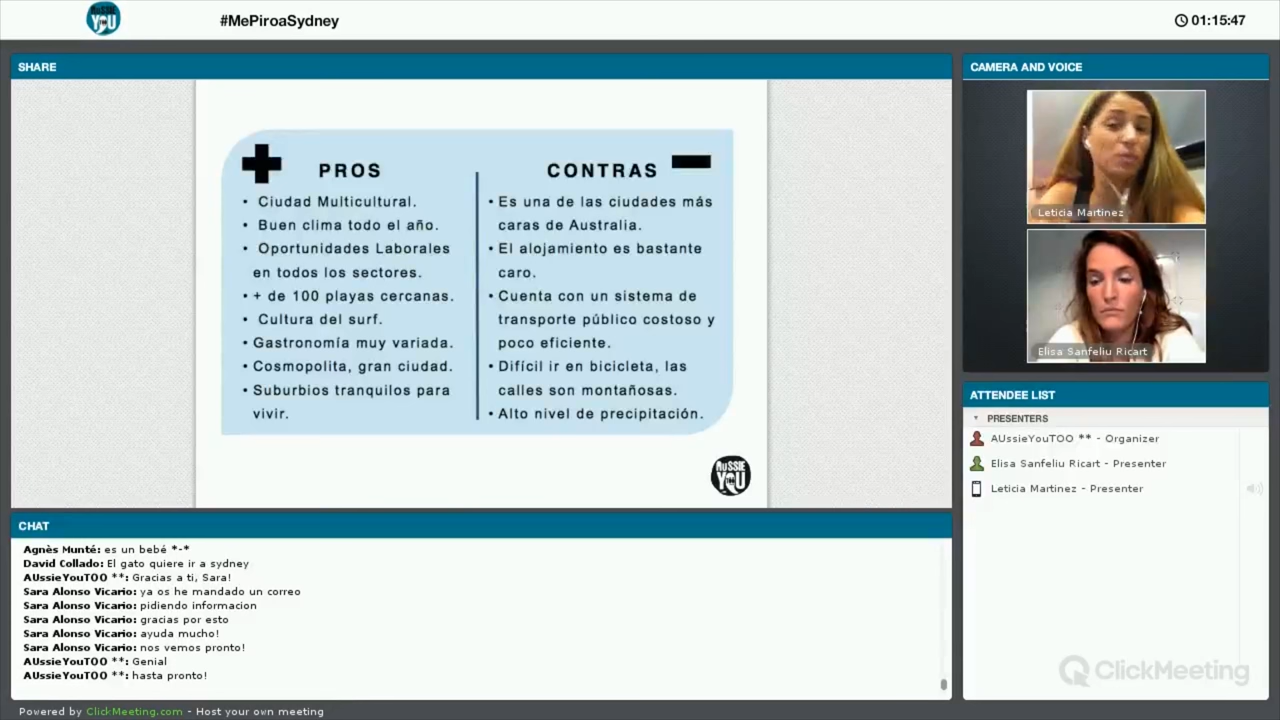 AUSSIE
YOU
TOO
#MePiroaSydney
01:15:47
SHARE
CAMERA AND VOICE
PROS
• Ciudad Multicultural.
• Buen clima todo el año.
• Oportunidades Laborales
en todos los sectores.
• + de 100 playas cercanas.
• Cultura del surf.
• Gastronomía muy variada.
• Cosmopolita, gran ciudad.
• Suburbios tranquilos para
vivir.
CONTRAS
• Es una de las ciudades más
caras de Australia.
• El alojamiento es bastante
caro.
• Cuenta con un sistema de
transporte público costoso y
poco eficiente.
• Difícil ir en bicicleta, las
calles son montañosas.
• Alto nivel de precipitación.
AUSSIE
YOU
TOO
Leticia Martinez
Elisa Sanfeliu Ricart
ATTENDEE LIST
PRESENTERS
AUssieYouTOO ** - Organizer
Elisa Sanfeliu Ricart - Presenter
Leticia Martinez - Presenter
CHAT
Agnès Munté: es un bebé *-*
David Collado: El gato quiere ir a sydney
AUssieYouTOO **: Gracias a ti, Sara!
Sara Alonso Vicario: ya os he mandado un correo
Sara Alonso Vicario: pidiendo informacion
Sara Alonso Vicario: gracias por esto
Sara Alonso Vicario: ayuda mucho!
Sara Alonso Vicario: nos vemos pronto!
AUssieYouTOO **: Genial
AUssieYouTOO **: hasta pronto!
ClickMeeting
Powered by ClickMeeting.com - Host your own meeting